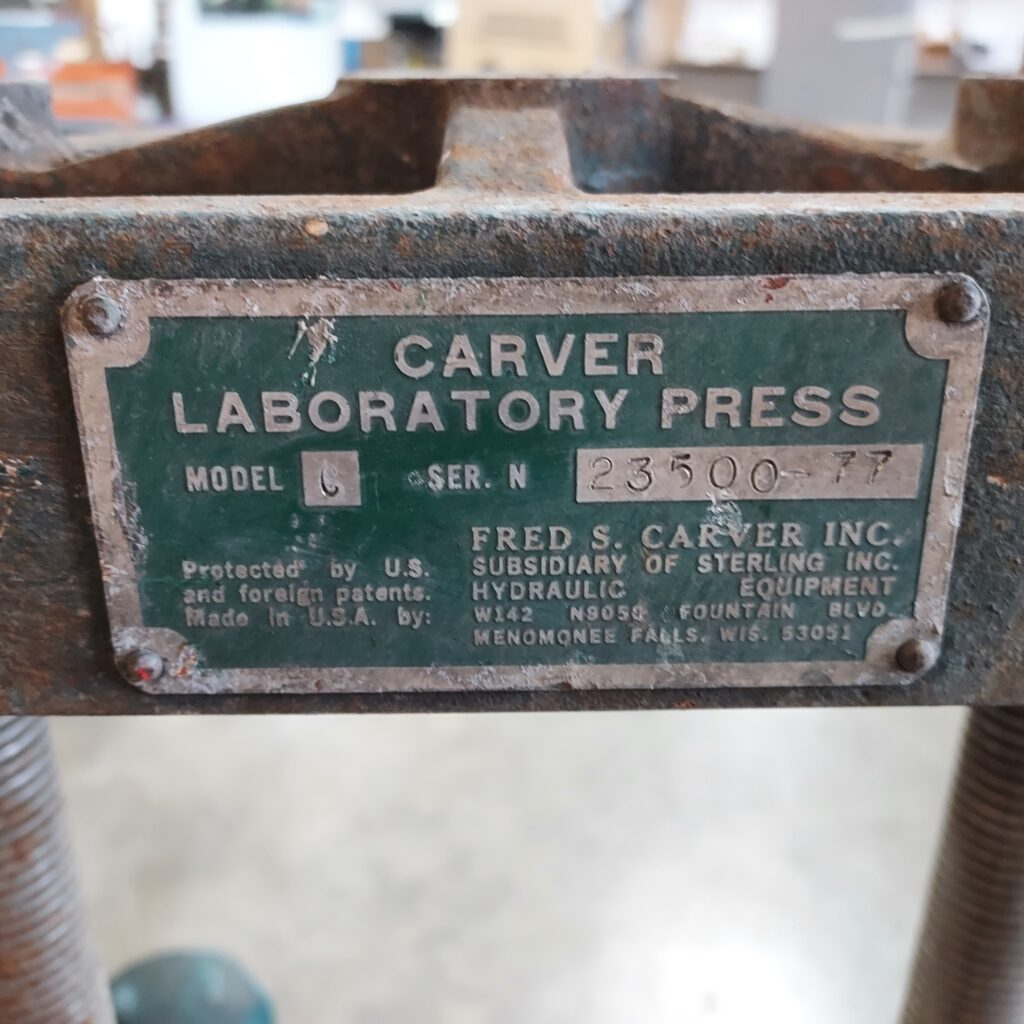 CARVER
LABORATORY PRESS
MODEL C SER. N 23500-77
Protected by U.S.
and foreign patents.
Made in U.S.A. by:
FRED S. CARVER INC.
SUBSIDIARY OF STERLING INC.
HYDRAULIC EQUIPMENT
W142 N9050 FOUNTAIN BLVD.
MENOMONEE FALLS, WIS. 53051